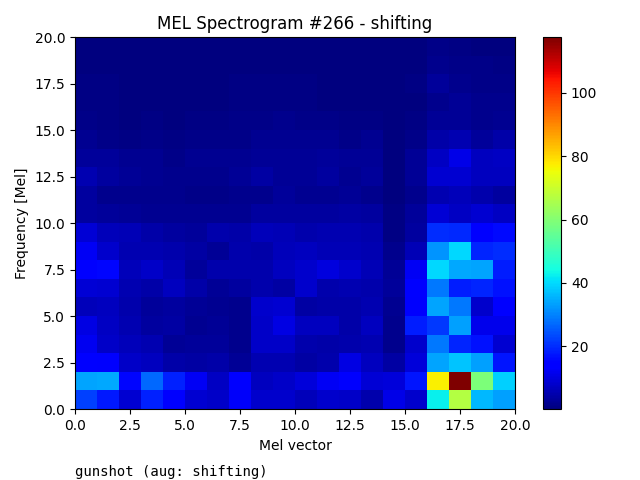 MEL Spectrogram #266 - shifting
20.0
17.5
15.0
12.5
10.0
7.5
5.0
2.5
0.0
Frequency [Mel]
0.0 2.5 5.0 7.5 10.0 12.5 15.0 17.5 20.0
Mel vector
100
80
60
40
20
gunshot (aug: shifting)